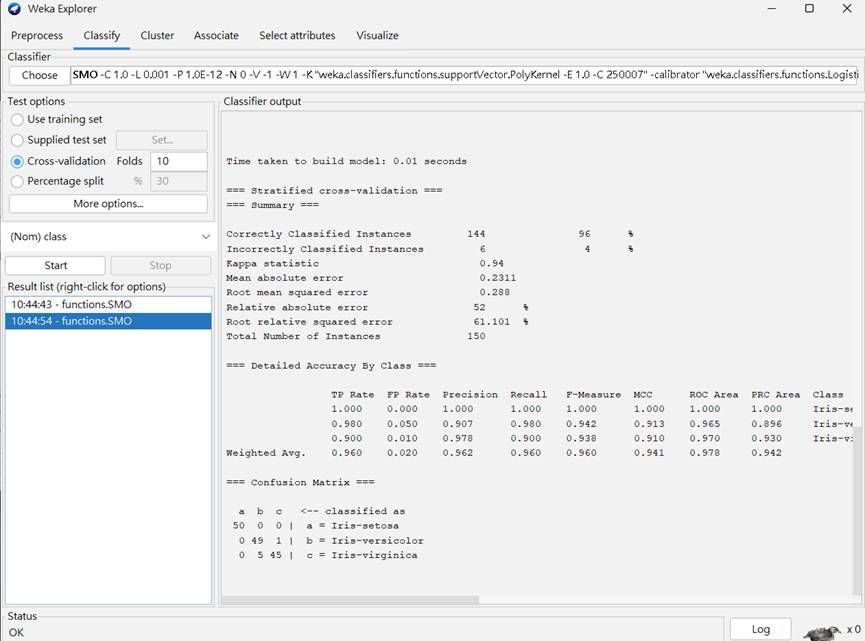 Weka Explorer
Preprocess Classify Cluster Associate Select attributes Visualize
Classifier
Choose SMO -C 1.0 -L 0.001 -P 1.0E-12 -N 0 -V -1 -W 1 -K "weka.classifiers.functions.supportVector.PolyKernel -E 1.0 -C 250007" -calibrator "weka.classifiers.functions.Logisti
Test options
Use training set
Supplied test set Set...
Cross-validation Folds 10
Percentage split % 30
More options...
(Nom) class
Start Stop
Result list (right-click for options)
10:44:43 - functions.SMO
10:44:54 - functions.SMO
Classifier output
Time taken to build model: 0.01 seconds
=== Stratified cross-validation ===
=== Summary ===
Correctly Classified Instances 144 96 %
Incorrectly Classified Instances 6 4 %
Kappa statistic 0.94
Mean absolute error 0.2311
Root mean squared error 0.288
Relative absolute error 52 %
Root relative squared error 61.101 %
Total Number of Instances 150
=== Detailed Accuracy By Class ===
TP Rate FP Rate Precision Recall F-Measure MCC ROC Area PRC Area Class
1.000 0.000 1.000 1.000 1.000 1.000 1.000 1.000 Iris-se
0.980 0.050 0.907 0.980 0.942 0.913 0.965 0.896 Iris-ve
0.900 0.010 0.978 0.900 0.938 0.910 0.970 0.930 Iris-vi
Weighted Avg. 0.960 0.020 0.962 0.960 0.960 0.941 0.978 0.942
=== Confusion Matrix ===
a b c <-- classified as
50 0 0 | a = Iris-setosa
0 49 1 | b = Iris-versicolor
0 5 45 | c = Iris-virginica
Status
OK
Log x 0